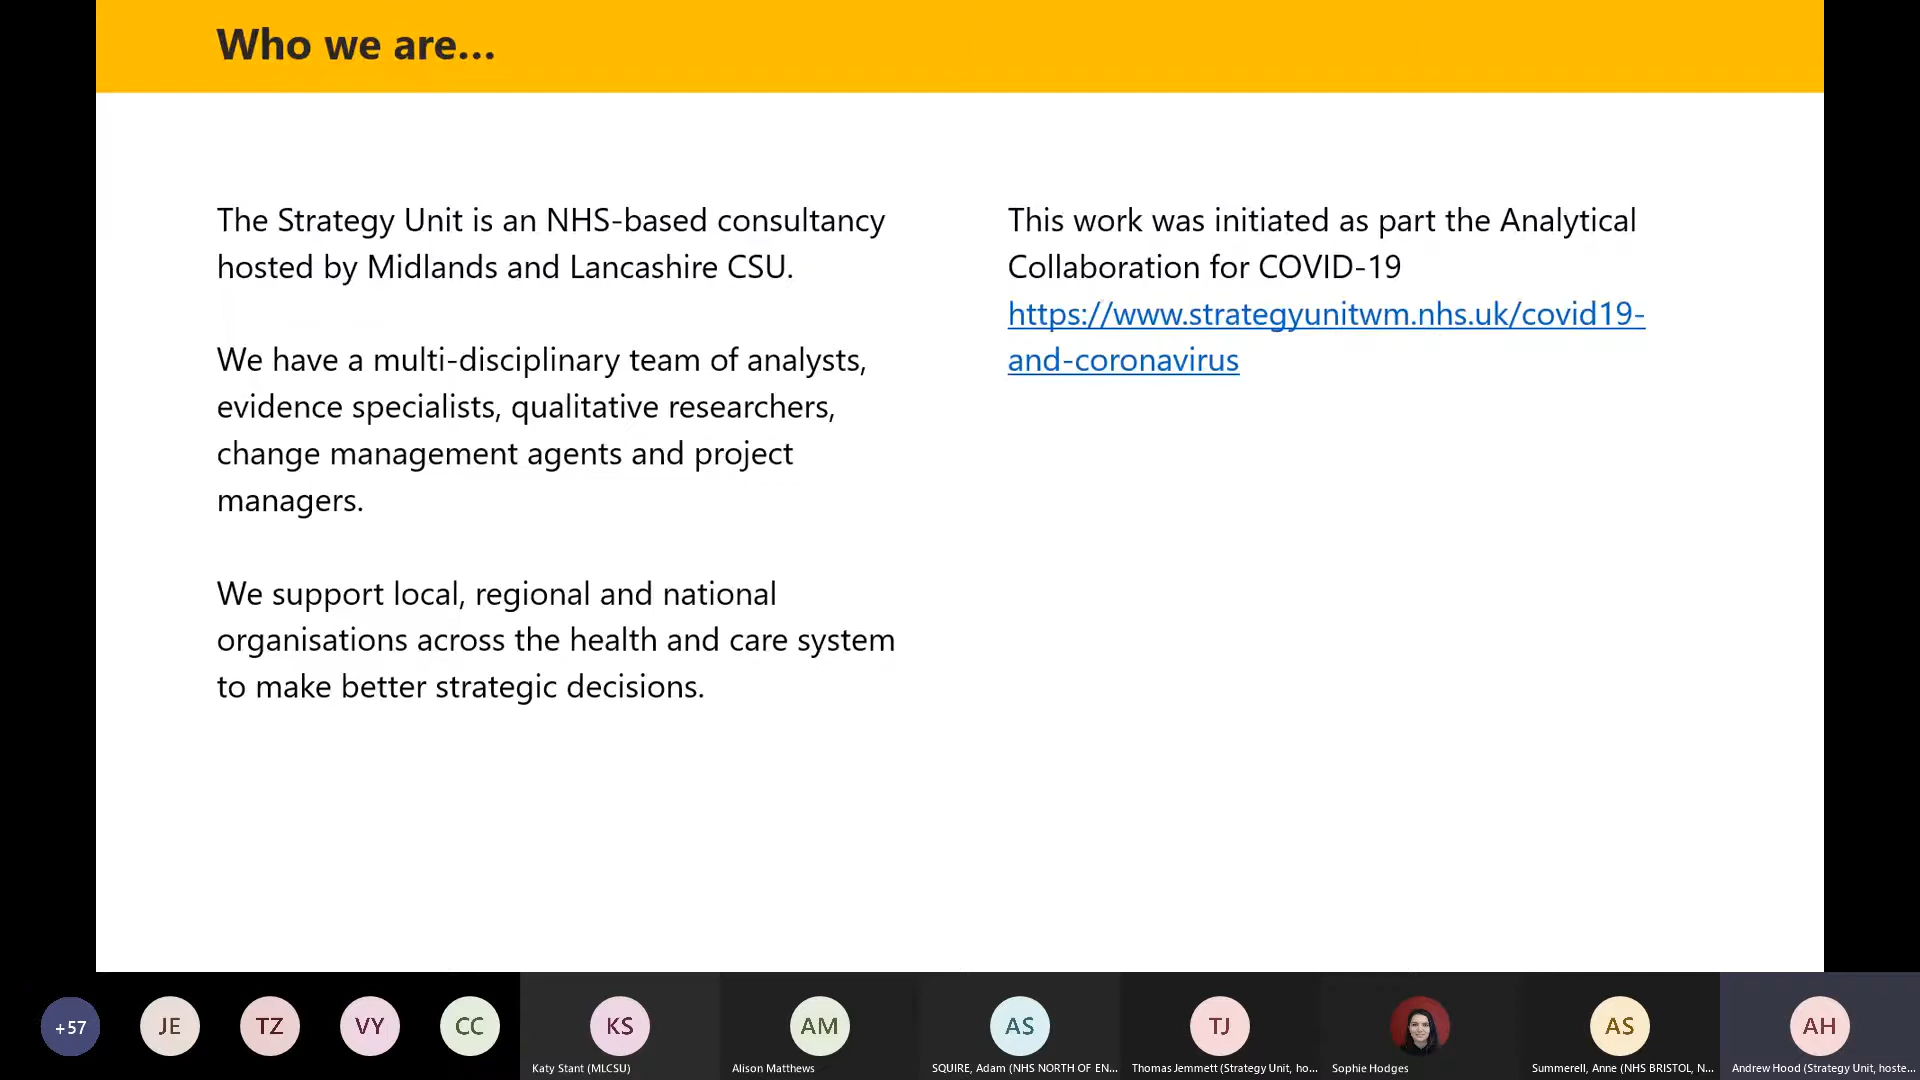 Who we are...
The Strategy Unit is an NHS-based consultancy
hosted by Midlands and Lancashire CSU.
We have a multi-disciplinary team of analysts,
evidence specialists, qualitative researchers,
change management agents and project
managers.
We support local, regional and national
organisations across the health and care system
to make better strategic decisions.
This work was initiated as part the Analytical
Collaboration for COVID-19
https://www.strategyunitwm.nhs.uk/covid19-
and-coronavirus
+57
JE
TZ
VY
CC
KS
AM
AS
TJ
AS
AH
Katy Stant (MLCSU)
Alison Matthews
SQUIRE, Adam (NHS NORTH OF EN...
Thomas Jemmett (Strategy Unit, ho...
Sophie Hodges
Summerell, Anne (NHS BRISTOL, N...
Andrew Hood (Strategy Unit, hoste...